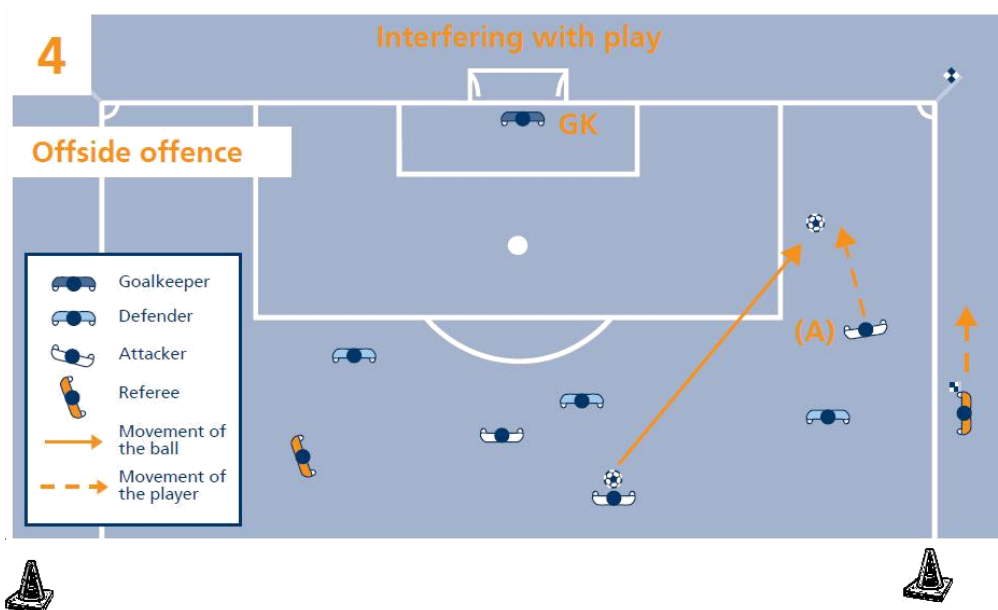 4
Interfering with play
GK
Offside offence
Goalkeeper
Defender
Attacker
Referee
Movement of
the ball
Movement of
the player
(A)